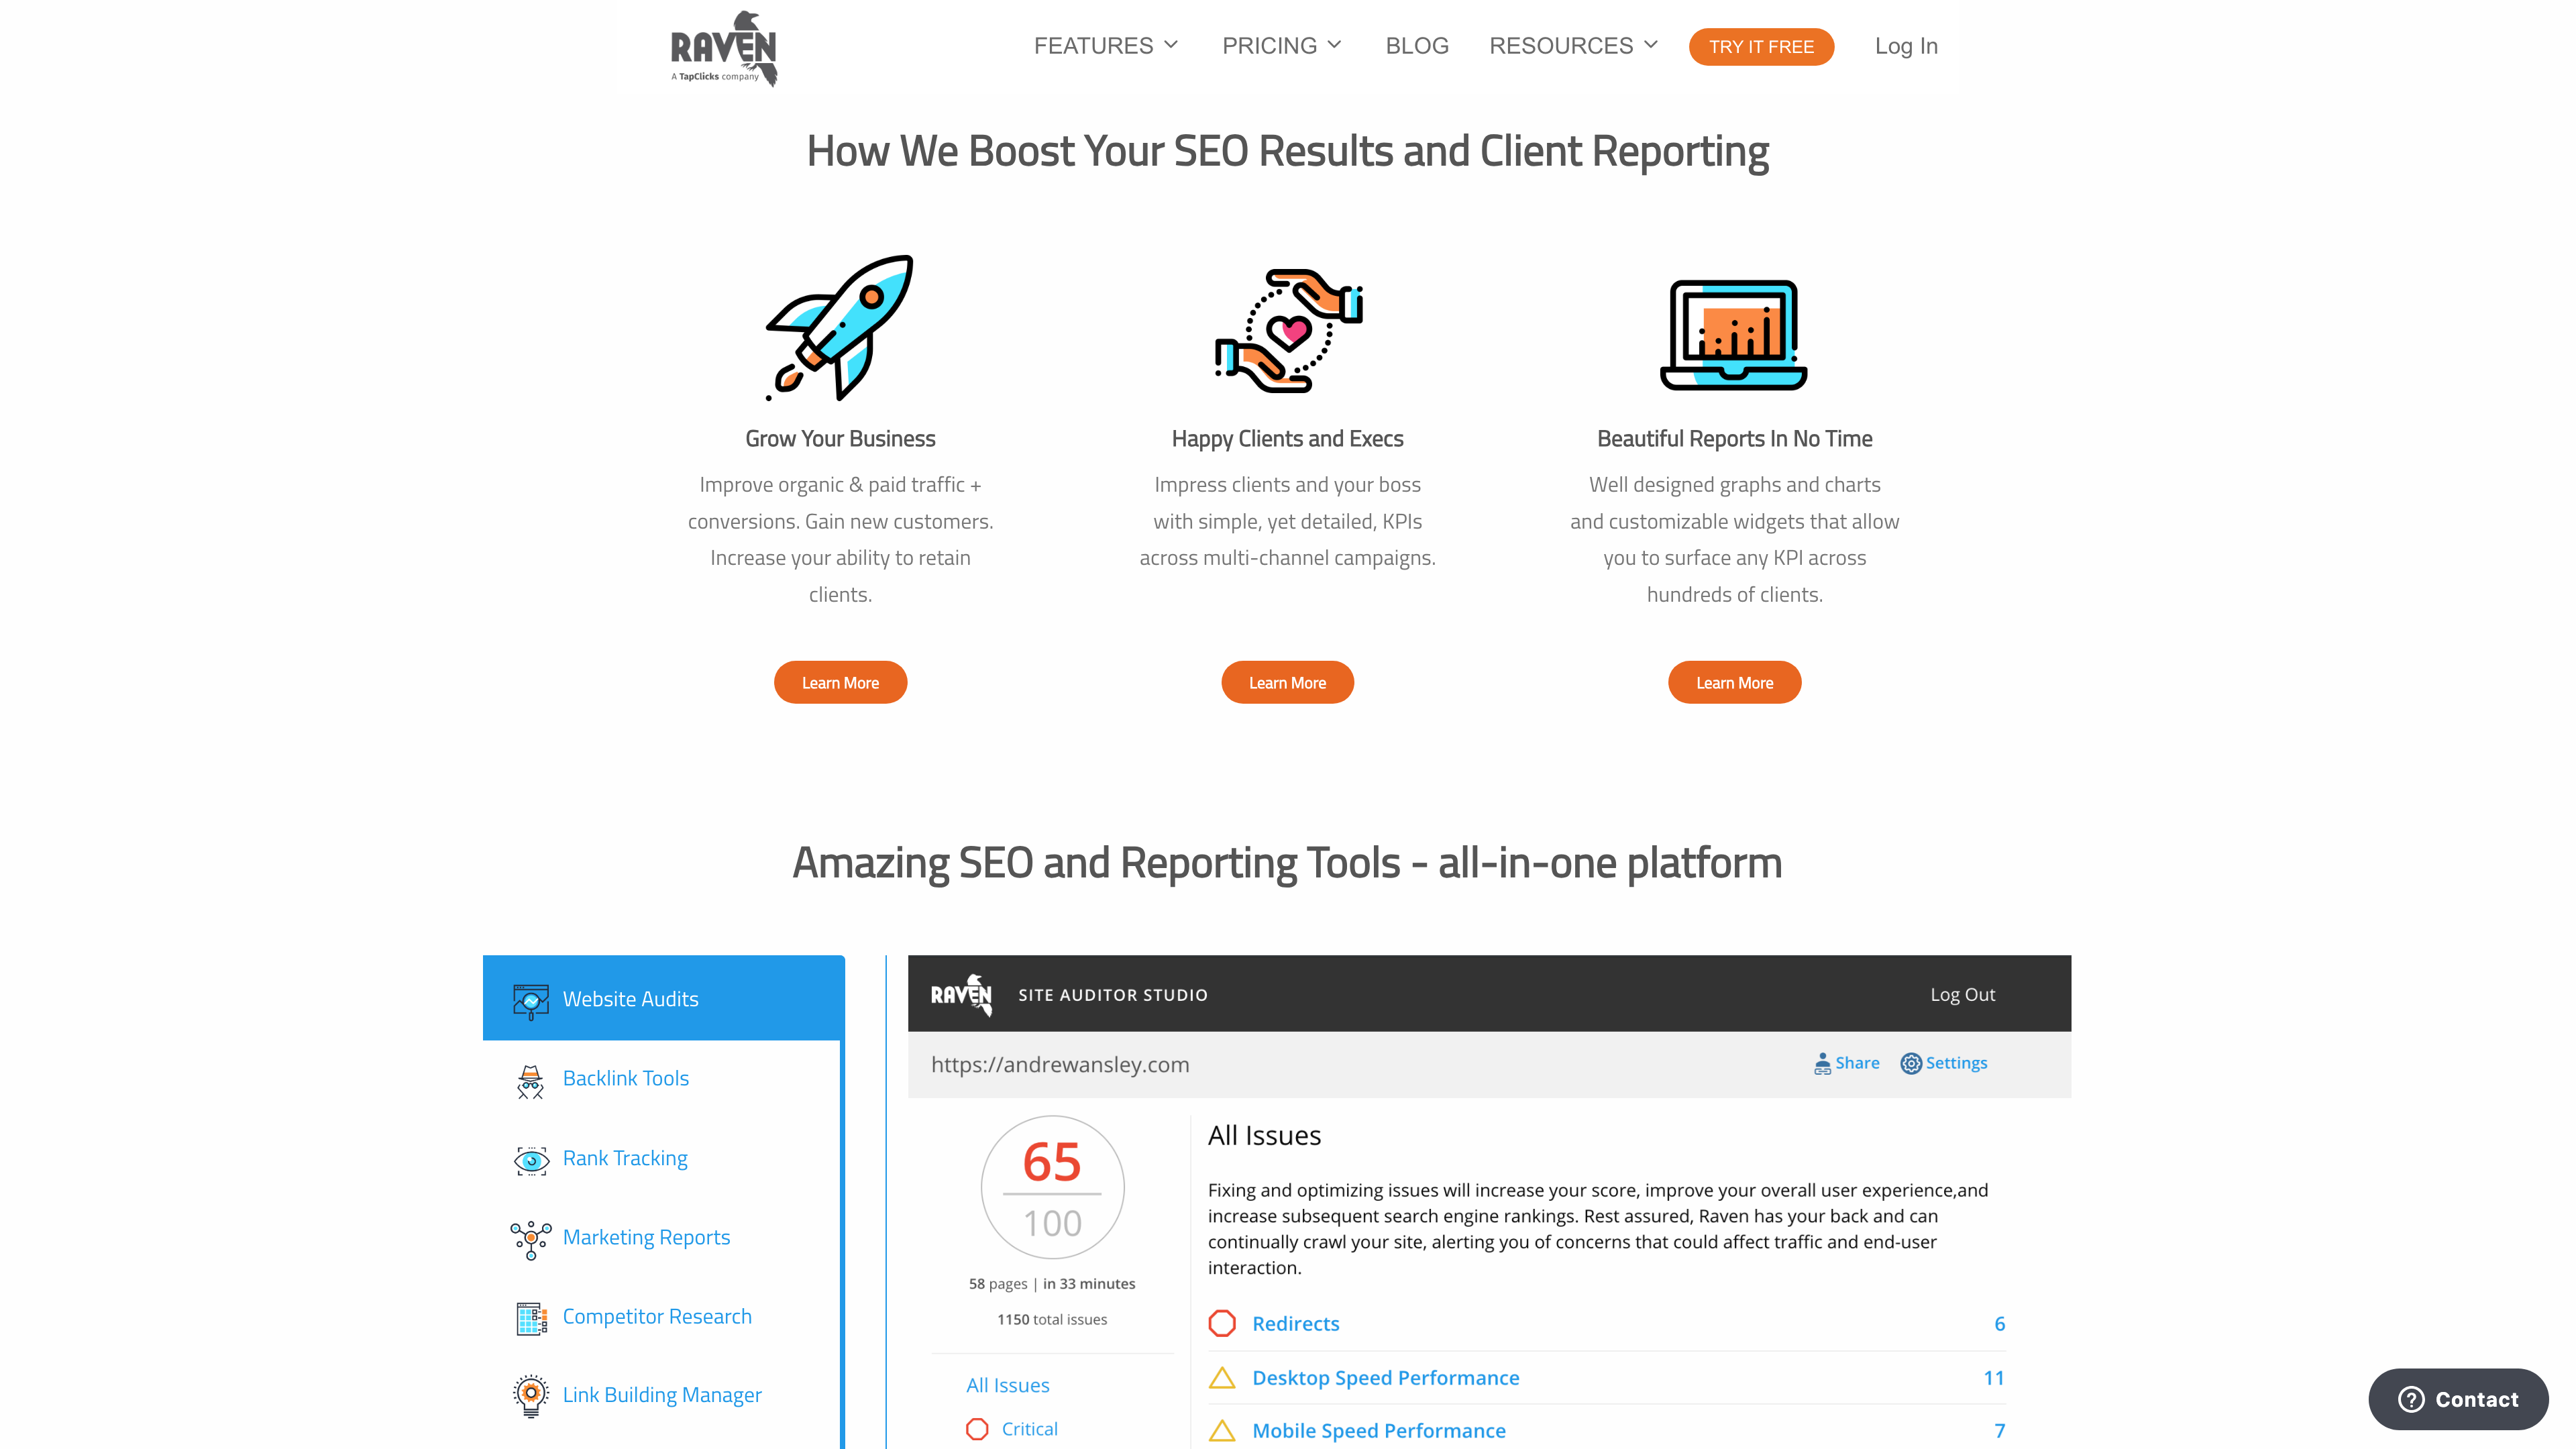 RAVEN
A TapClicks company
FEATURES
PRICING
BLOG
RESOURCES
TRY IT FREE
Log In
How We Boost Your SEO Results and Client Reporting
Grow Your Business
Improve organic & paid traffic +
conversions. Gain new customers.
Increase your ability to retain
clients.
Learn More
Happy Clients and Execs
Impress clients and your boss
with simple, yet detailed, KPIs
across multi-channel campaigns.
Learn More
Beautiful Reports In No Time
Well designed graphs and charts
and customizable widgets that allow
you to surface any KPI across
hundreds of clients.
Learn More
Amazing SEO and Reporting Tools - all-in-one platform
Website Audits
Backlink Tools
Rank Tracking
Marketing Reports
Competitor Research
Link Building Manager
RAVEN
SITE AUDITOR STUDIO
Log Out
https://andrewansley.com
Share
Settings
65
100
58 pages | in 33 minutes
1150 total issues
All Issues
Critical
All Issues
Fixing and optimizing issues will increase your score, improve your overall user experience,and
increase subsequent search engine rankings. Rest assured, Raven has your back and can
continually crawl your site, alerting you of concerns that could affect traffic and end-user
interaction.
Redirects 6
Desktop Speed Performance 11
Mobile Speed Performance 7
Contact